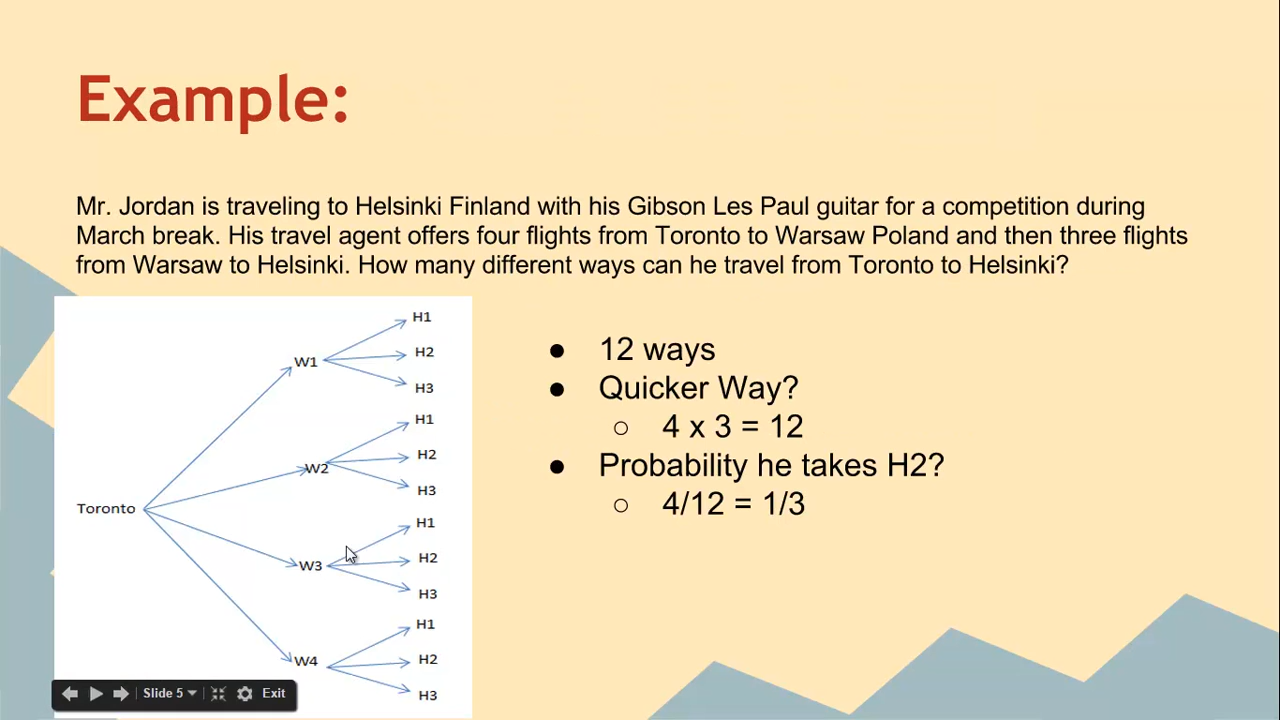 Example:
Mr. Jordan is traveling to Helsinki Finland with his Gibson Les Paul guitar for a competition during
March break. His travel agent offers four flights from Toronto to Warsaw Poland and then three flights
from Warsaw to Helsinki. How many different ways can he travel from Toronto to Helsinki?
Toronto
W1
H1
H2
H3
W2
H1
H2
H3
W3
H1
H2
H3
W4
H1
H2
H3
● 12 ways
● Quicker Way?
○ 4 x 3 = 12
● Probability he takes H2?
○ 4/12 = 1/3
Slide 5 Exit